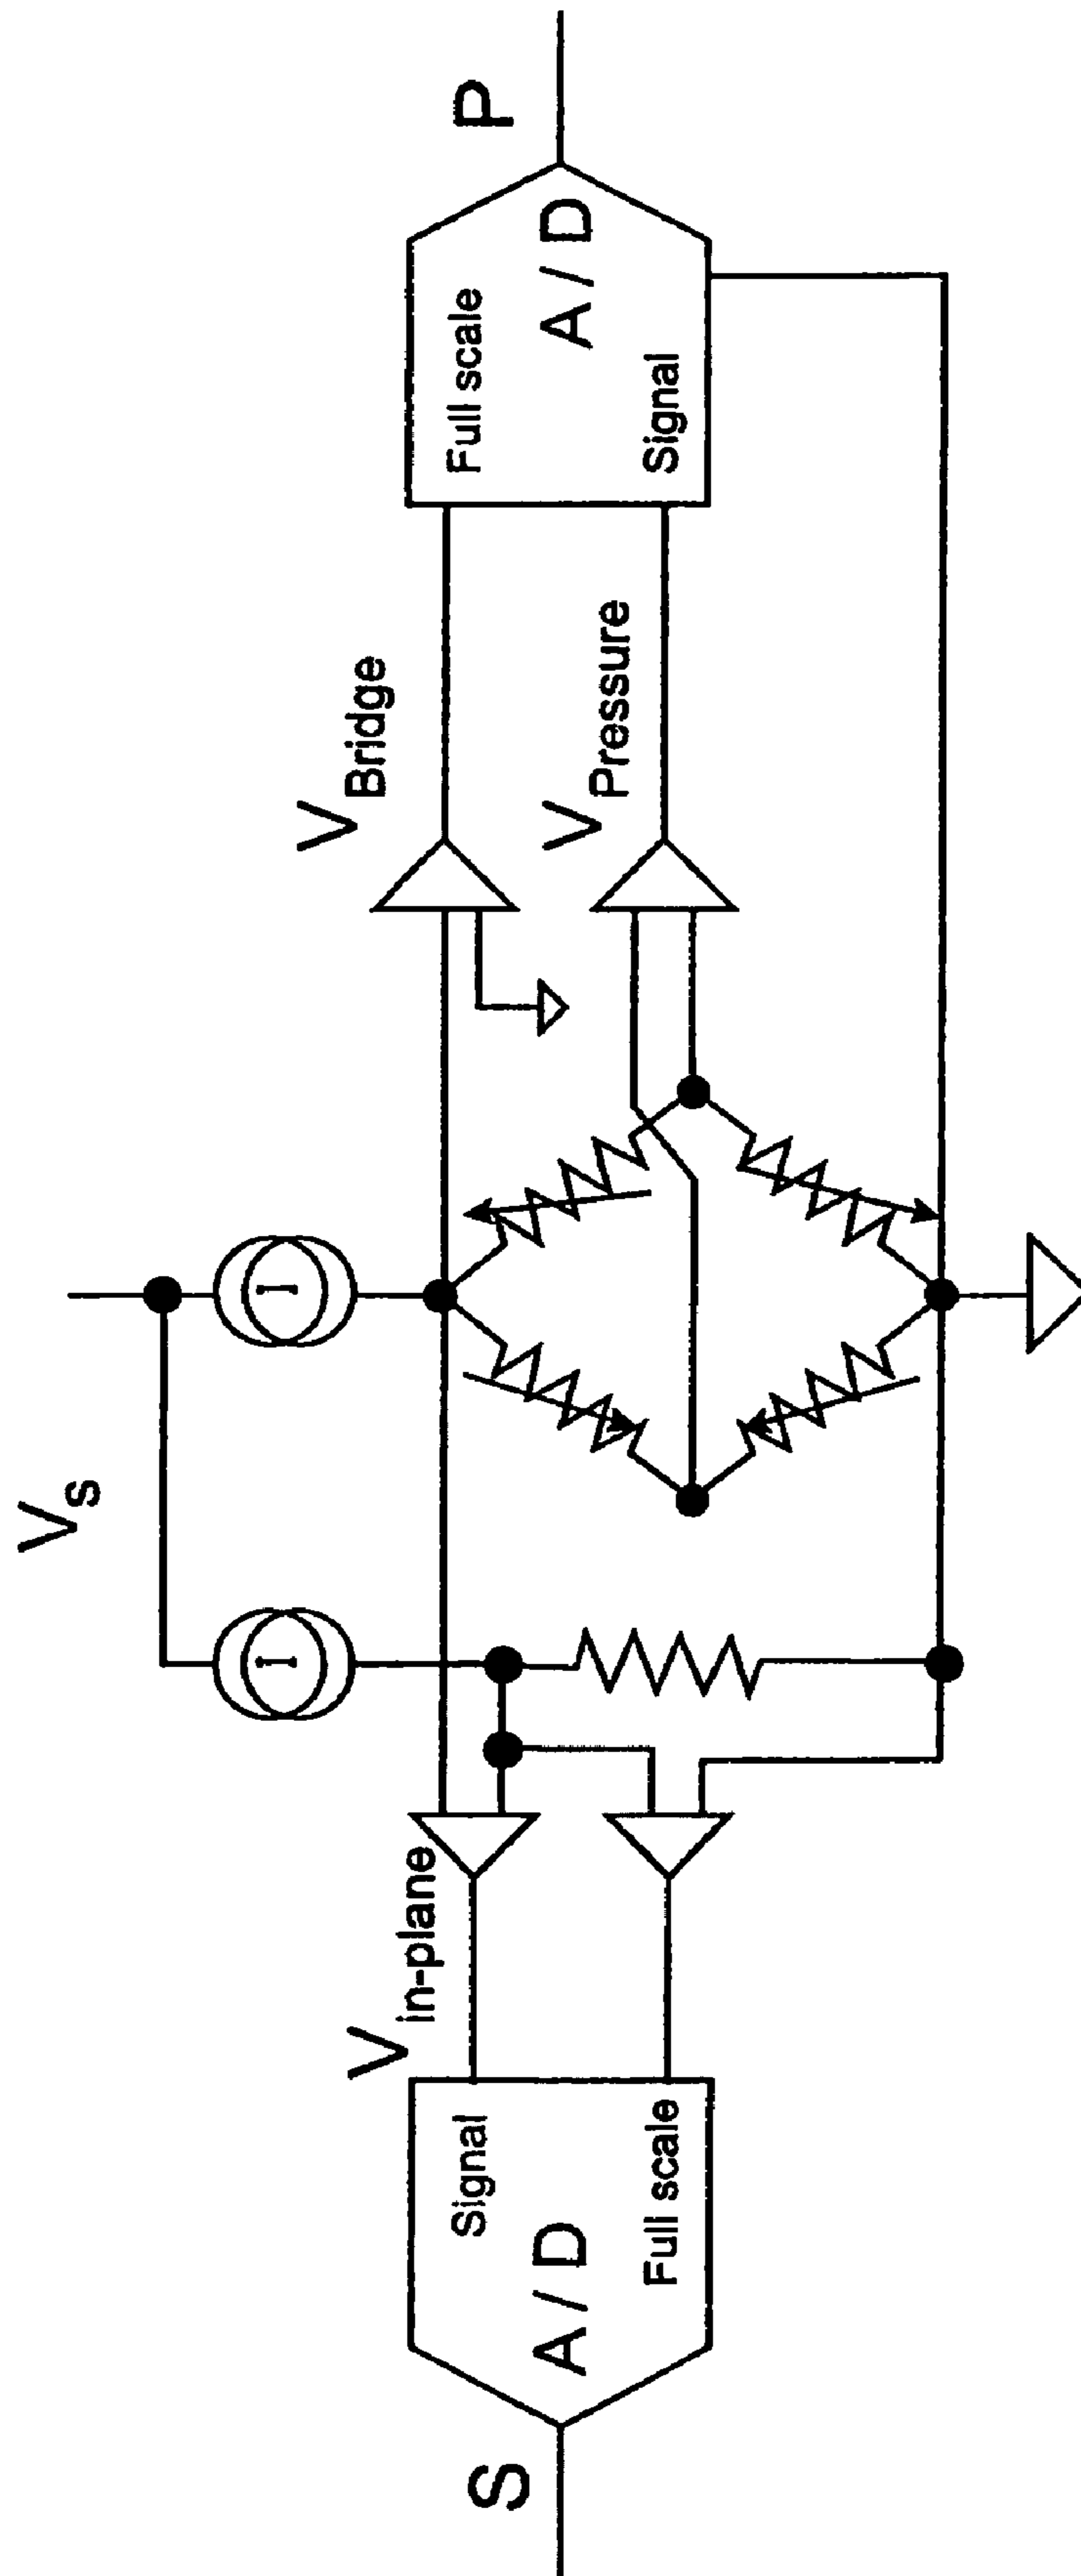 V_S
I
I
V_in-plane
V_Bridge
V_Pressure
S
A / D
Signal
Full scale
Full scale
Signal
A / D
P